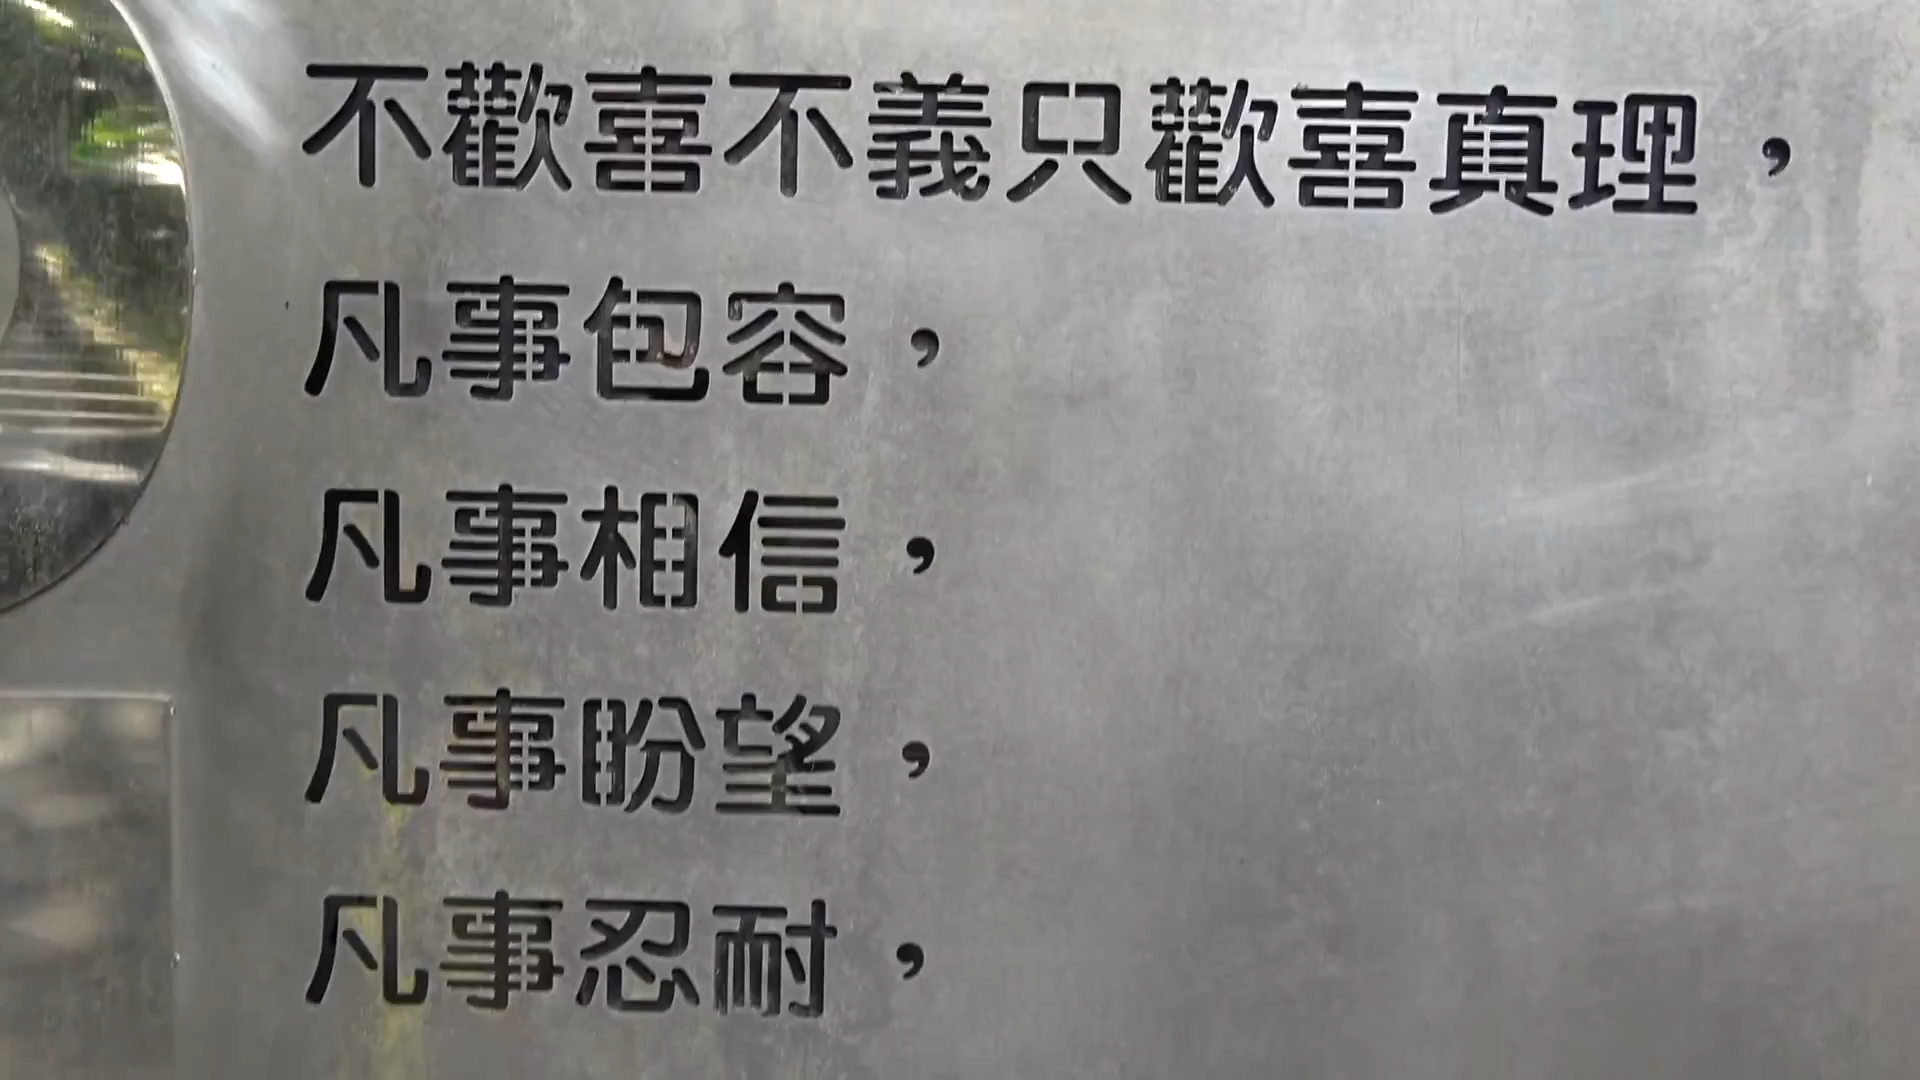 不歡喜不義只歡喜真理，
凡事包容，
凡事相信，
凡事盼望，
凡事忍耐，